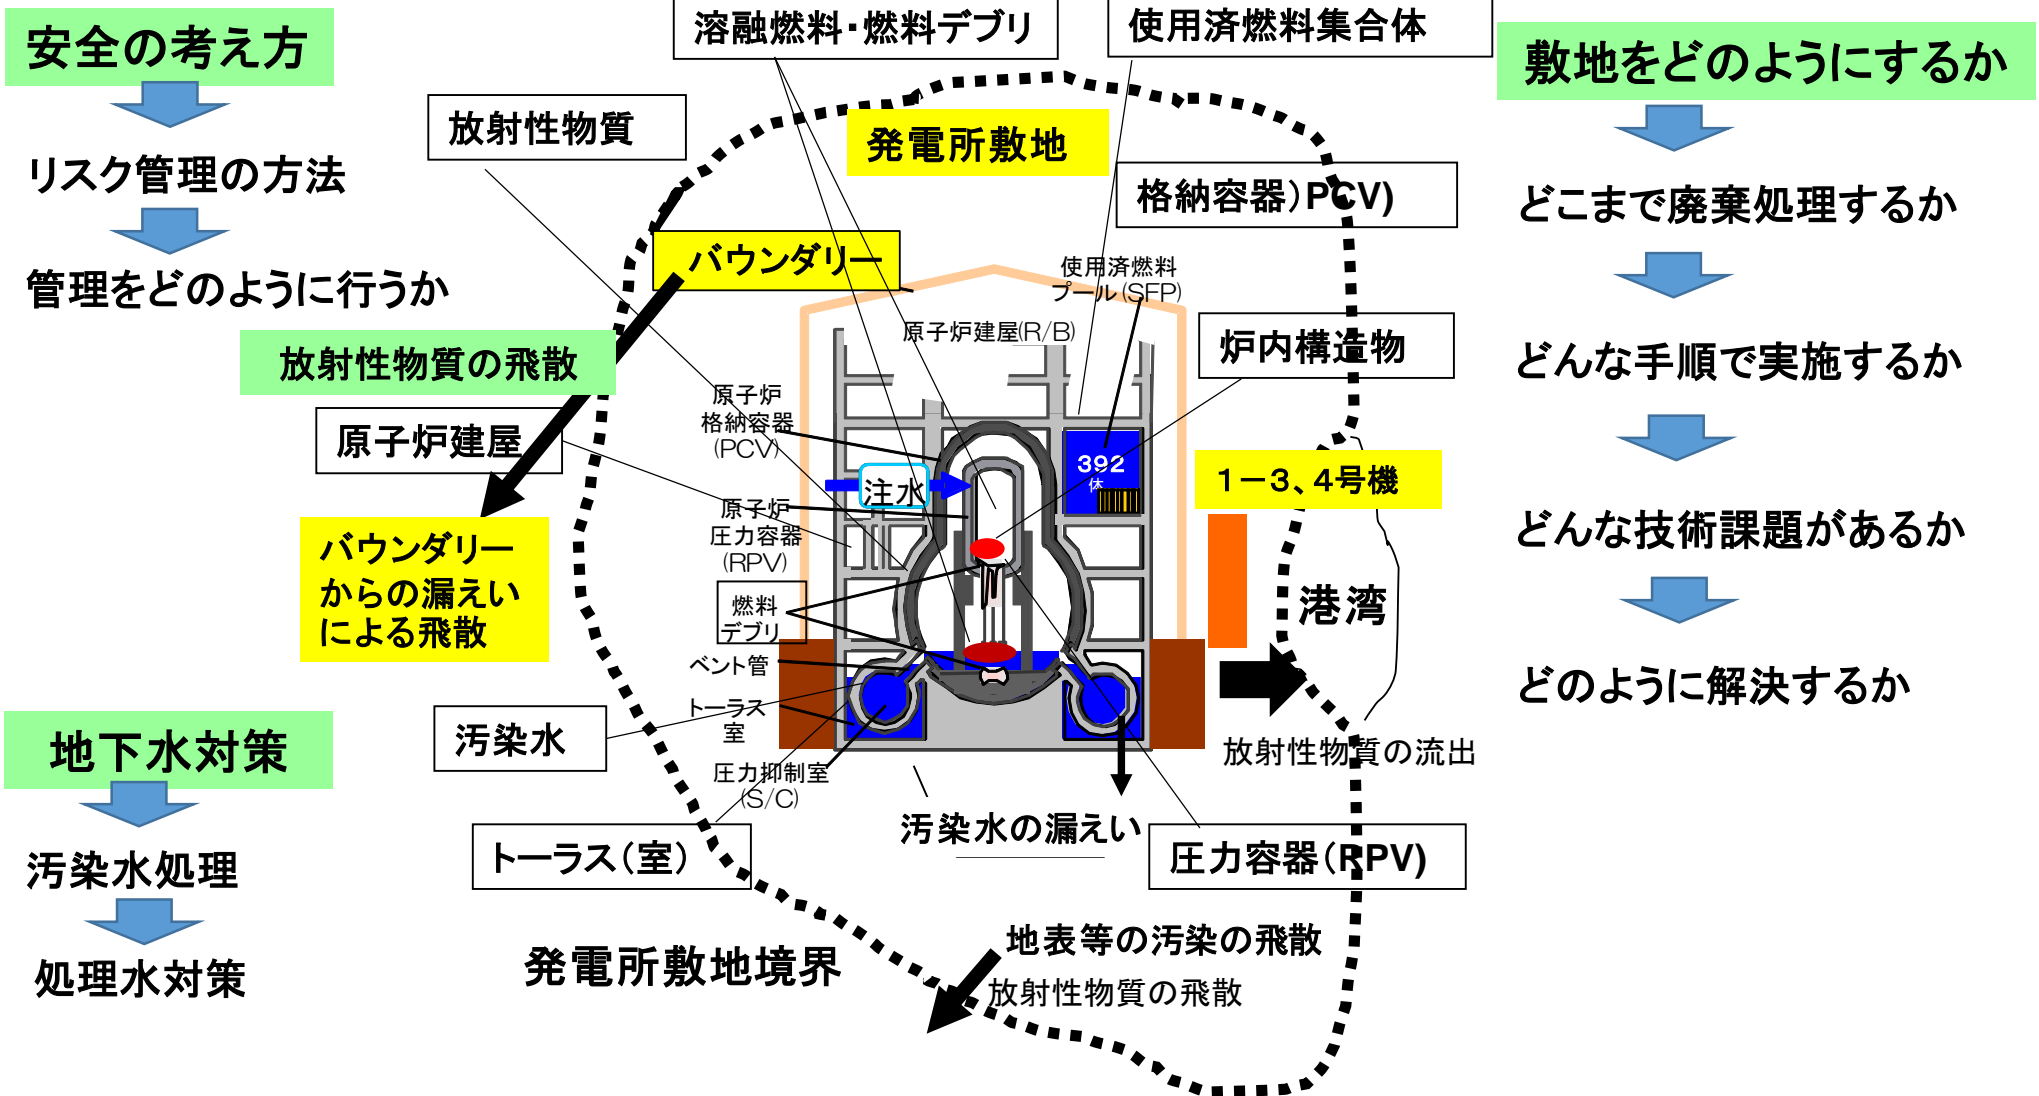 溶融燃料・燃料デブリ
使用済燃料集合体
安全の考え方
敷地をどのようにするか
放射性物質
発電所敷地
リスク管理の方法
格納容器）PCV)
どこまで廃棄処理するか
管理をどのように行うか
バウンダリー
使用済燃料
プール(SFP)
原子炉建屋(R/B)
炉内構造物
放射性物質の飛散
どんな手順で実施するか
原子炉
格納容器
(PCV)
原子炉建屋
392
体
1－3、4号機
注水
原子炉
圧力容器
(RPV)
どんな技術課題があるか
バウンダリー
からの漏えい
による飛散
燃料
デブリ
港湾
ベント管
どのように解決するか
トーラス
室
汚染水
地下水対策
放射性物質の流出
圧力抑制室
(S/C)
汚染水の漏えい
トーラス（室）
圧力容器（RPV)
汚染水処理
発電所敷地境界
地表等の汚染の飛散
放射性物質の飛散
処理水対策